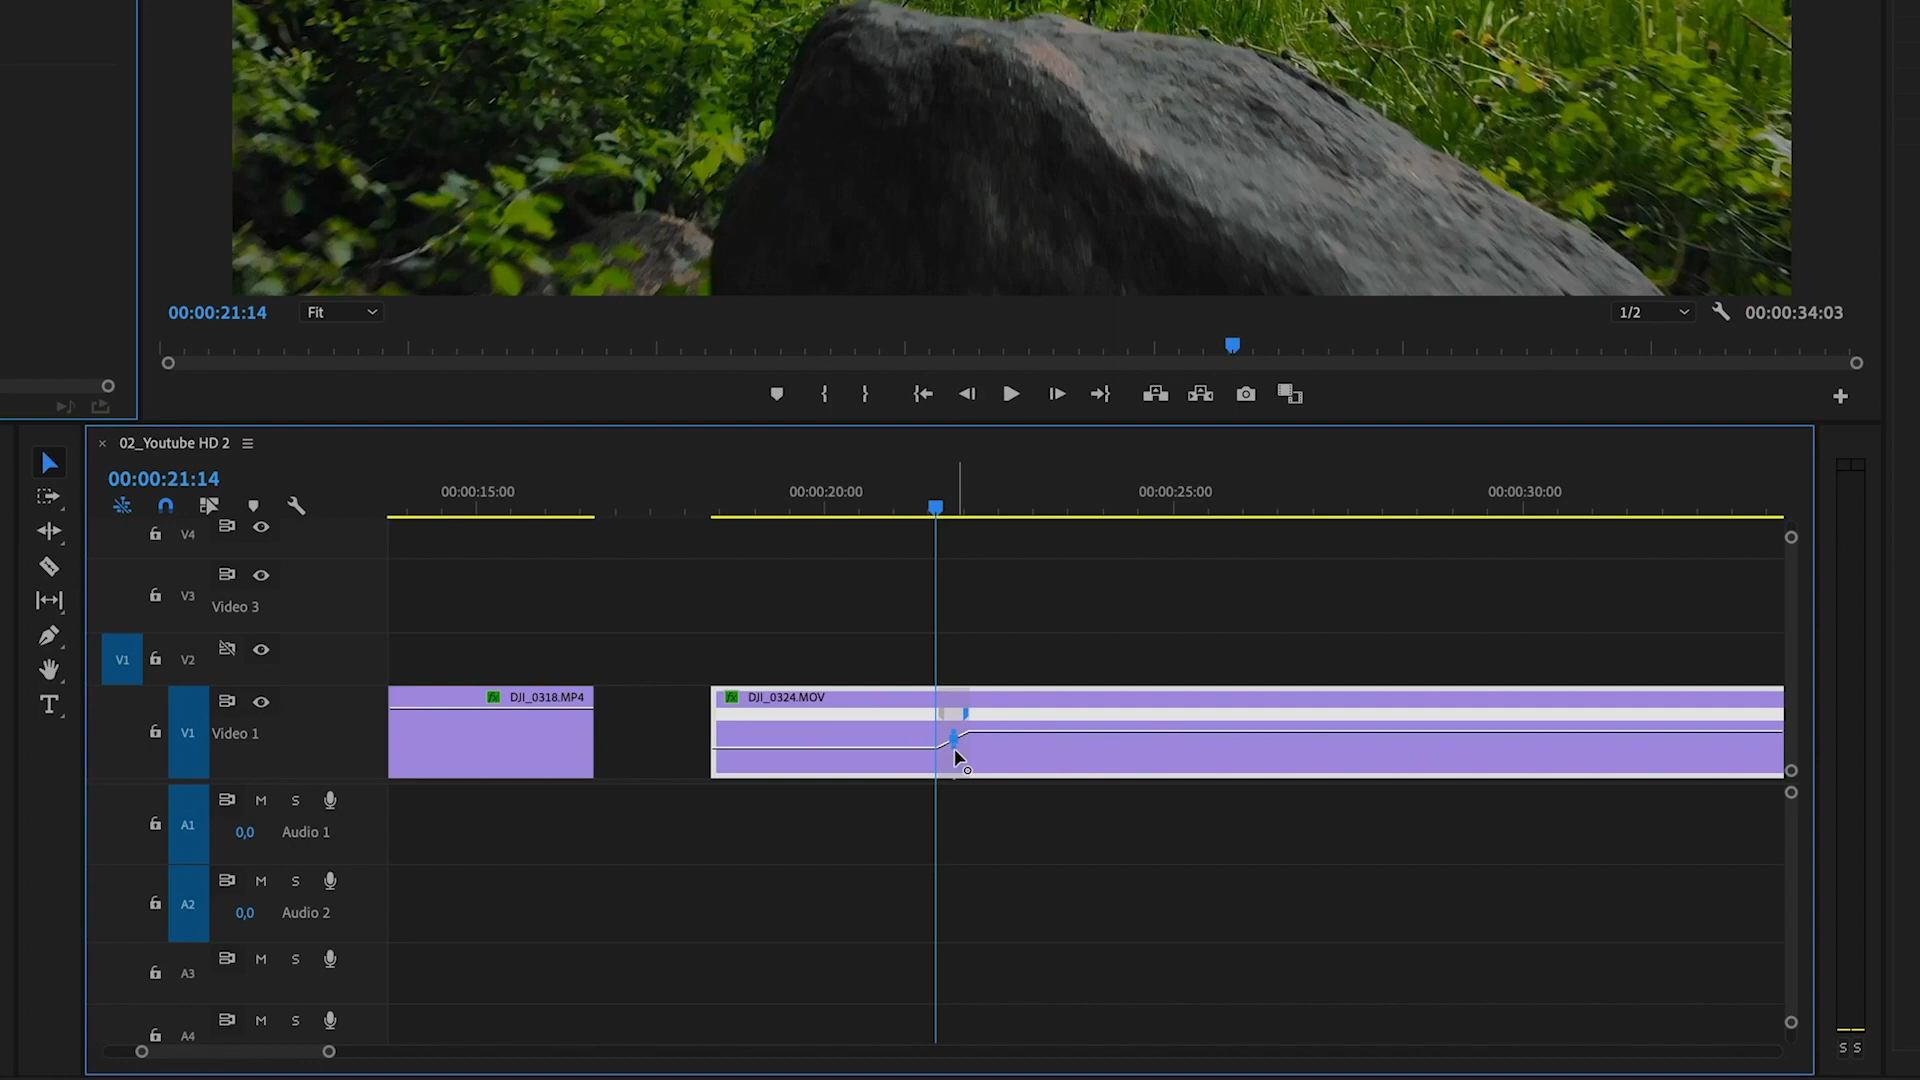 00:00:21:14
Fit
1/2
00:00:34:03
02_Youtube HD 2
00:00:21:14
00:00:15:00
00:00:20:00
00:00:25:00
00:00:30:00
V4
V3
Video 3
V1
V2
fx
DJI_0318.MP4
fx
DJI_0324.MOV
V1
Video 1
M
S
A1
0,0
Audio 1
M
S
A2
0,0
Audio 2
M
S
A3
M
S
A4
S S
T